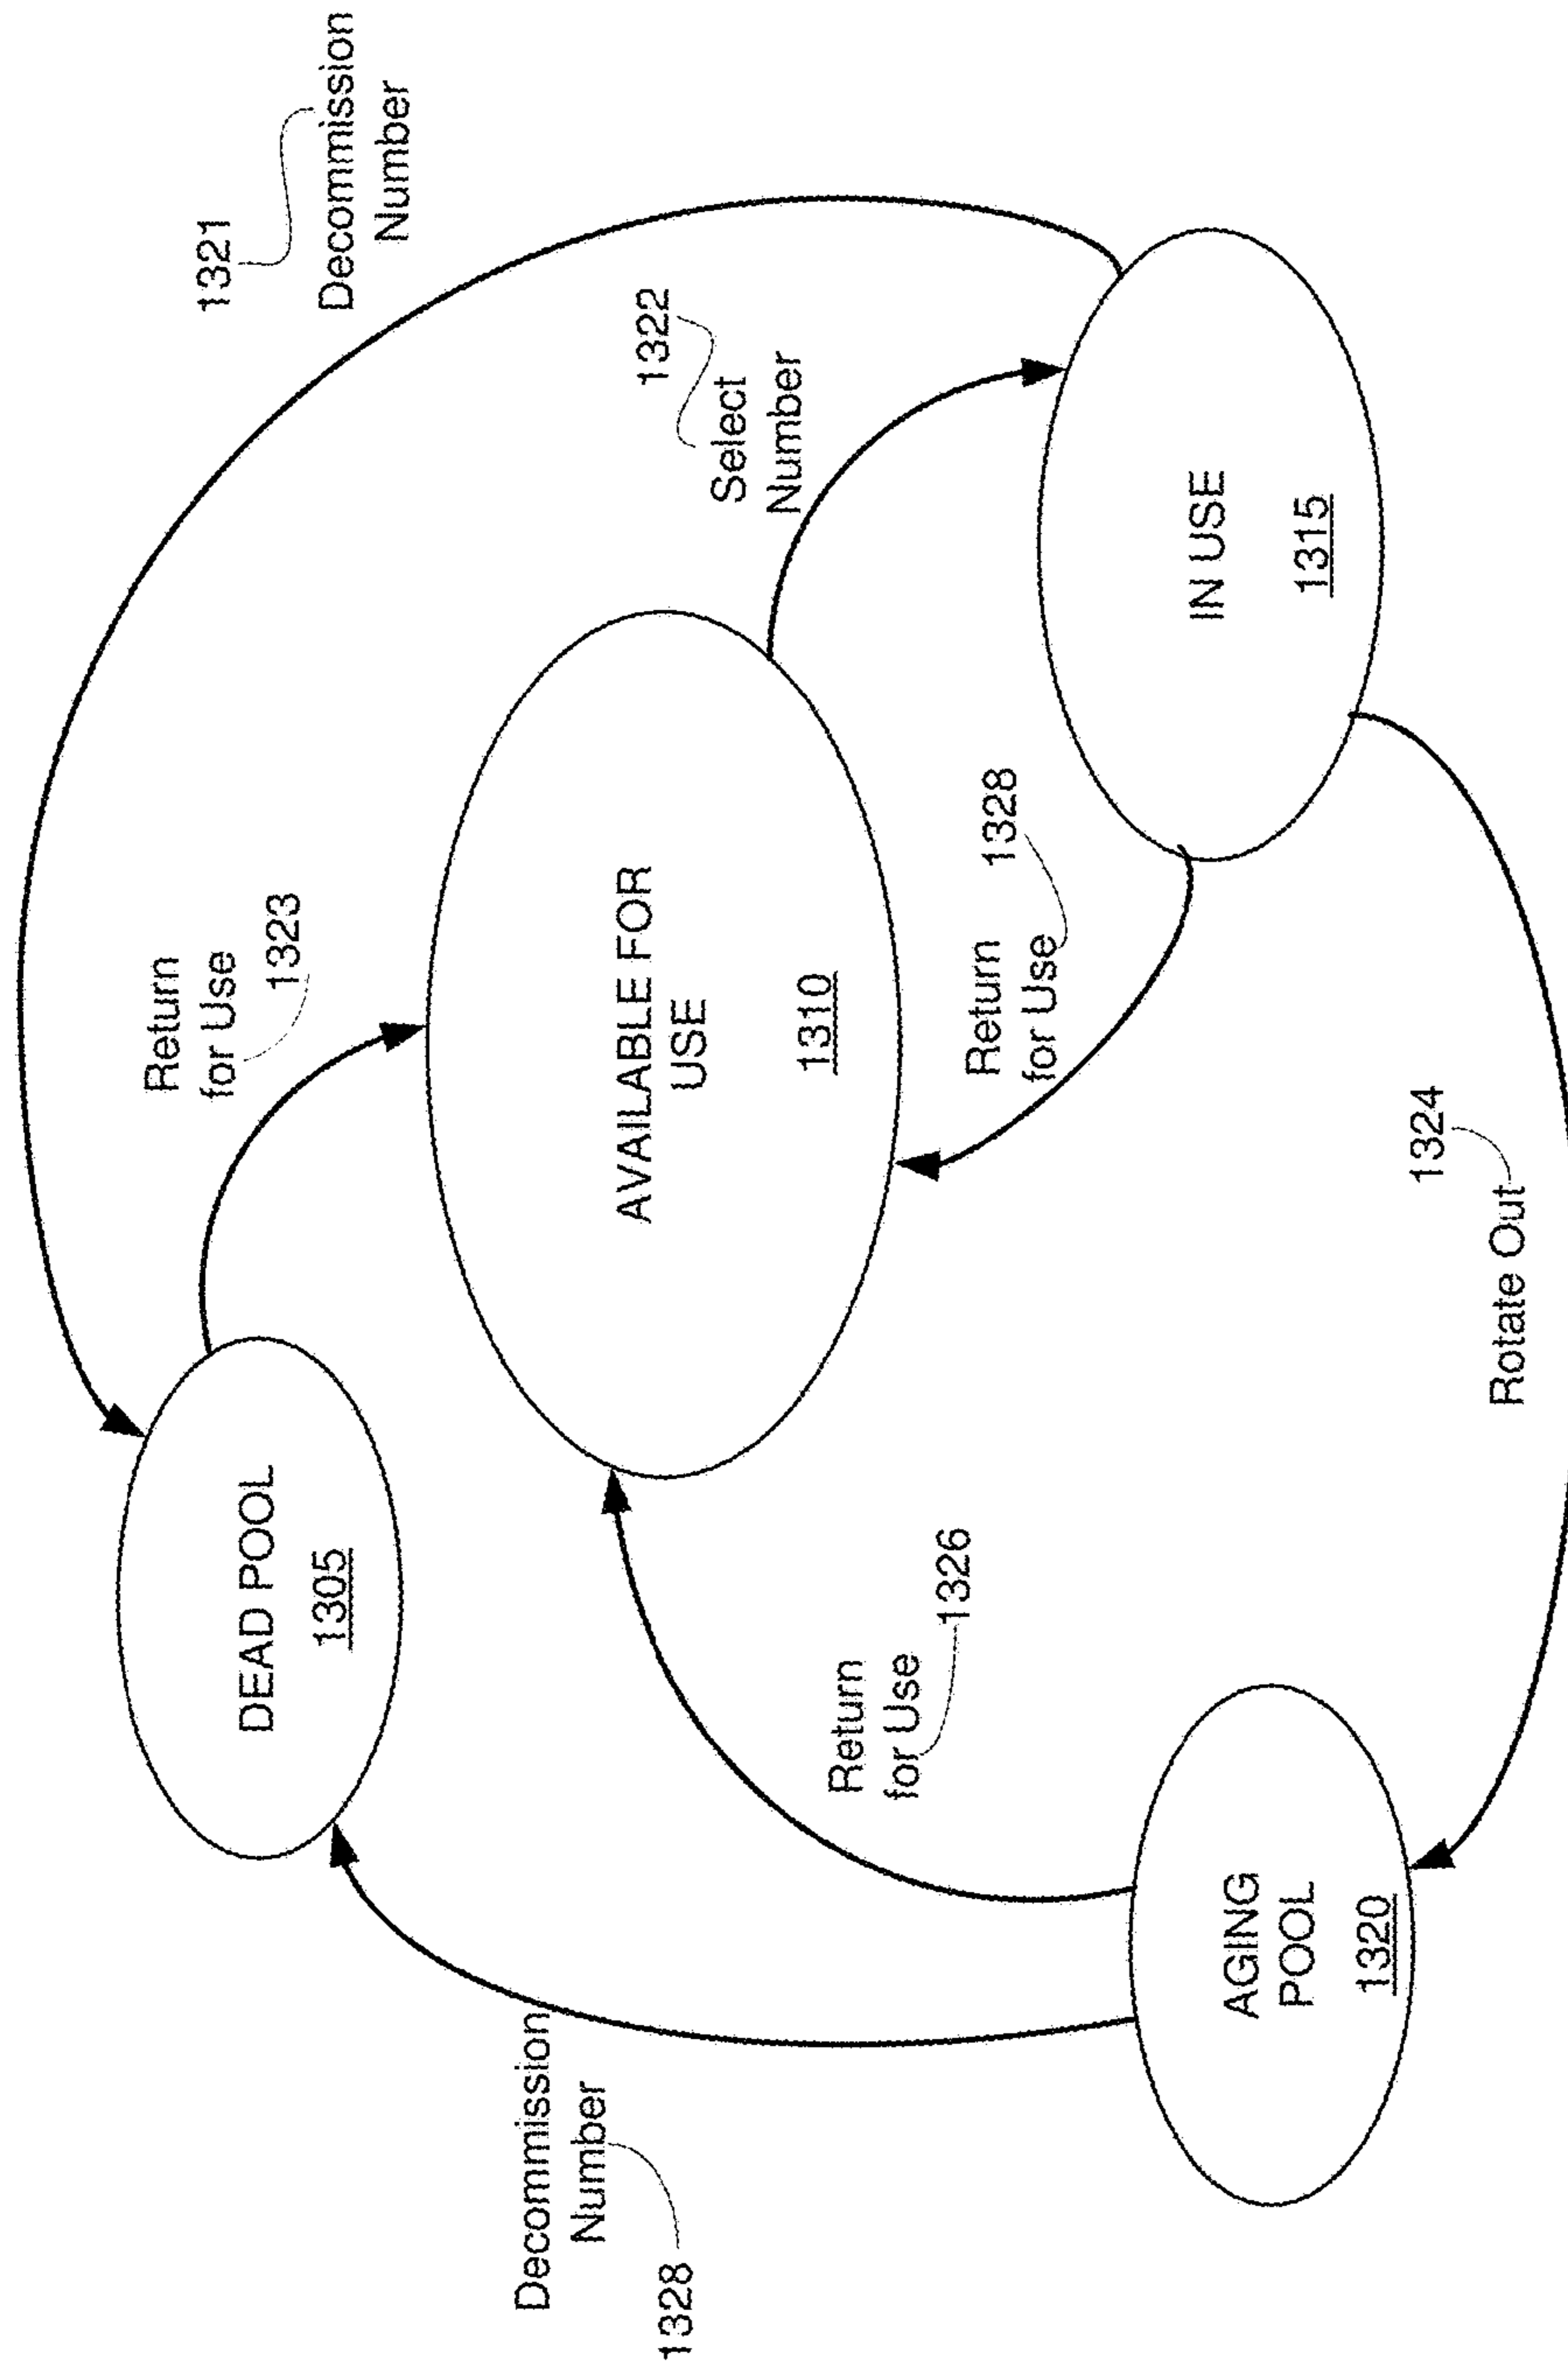 1321
Decommission
Number
Return
for Use
1323
DEAD POOL
1305
1322
Select
Number
AVAILABLE FOR
USE
1310
Decommission
Number
1328
Return
for Use
1326
Return
for Use
1328
IN USE
1315
AGING
POOL
1320
1324
Rotate Out